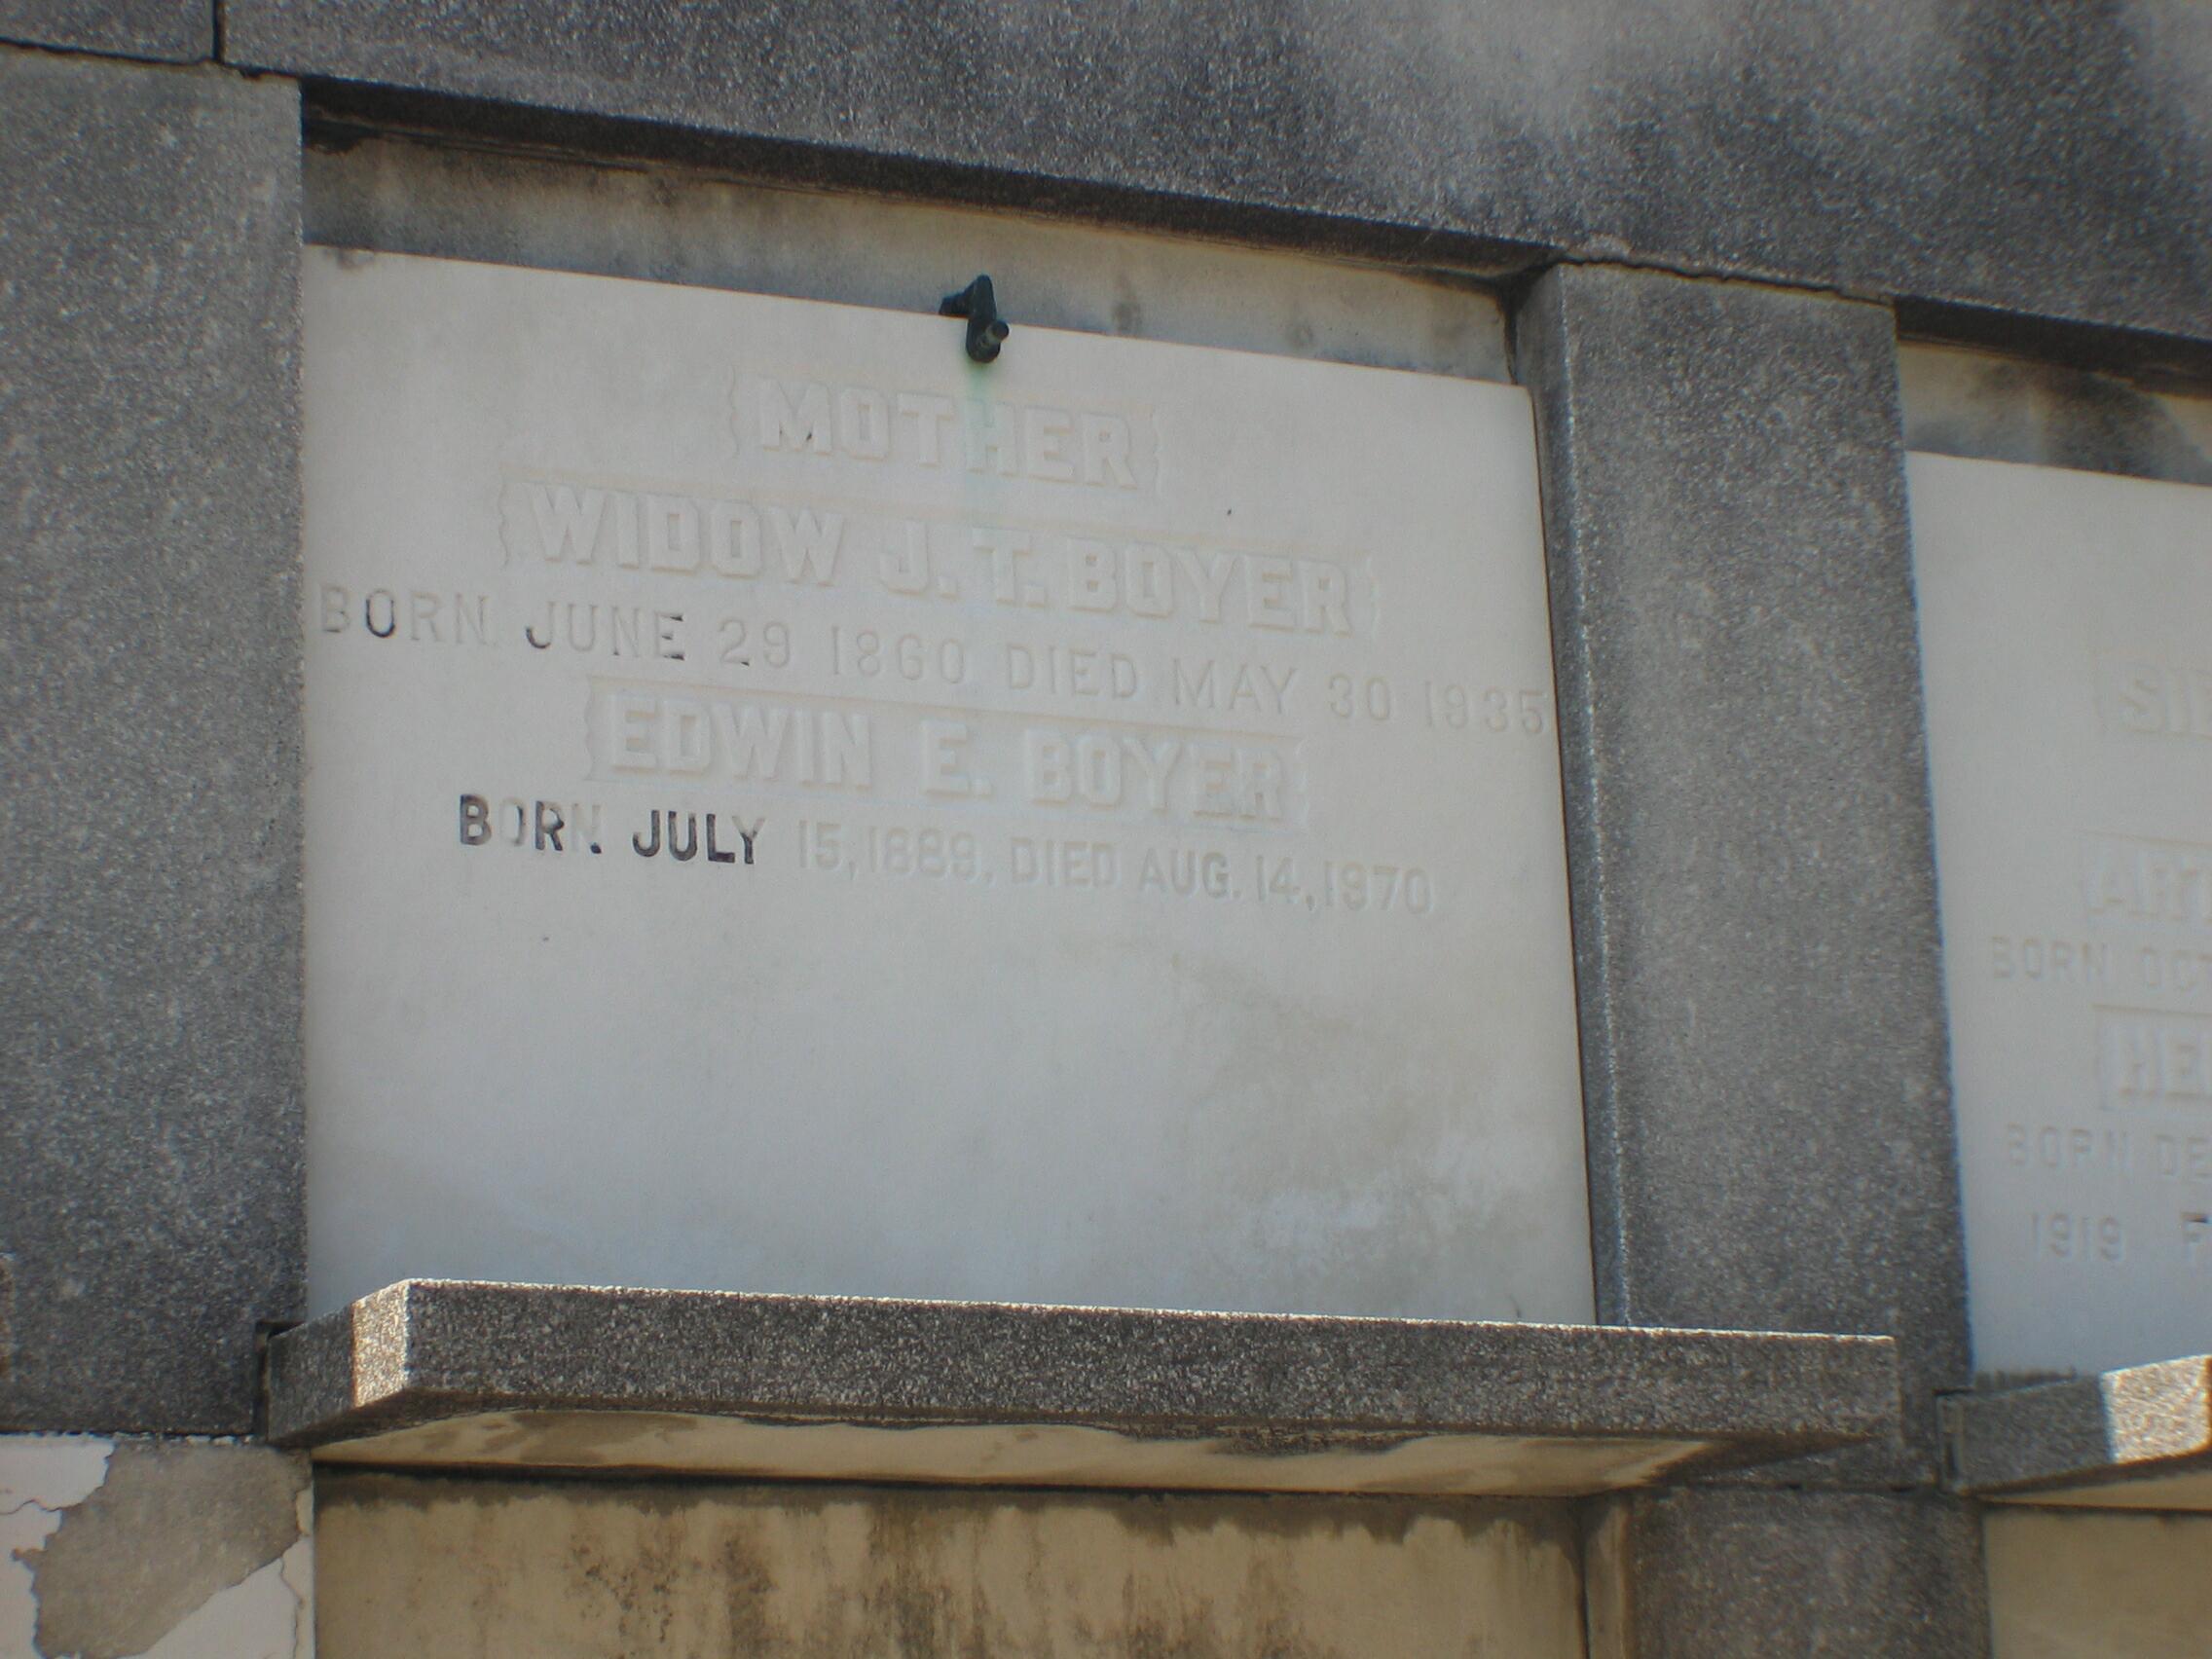 MOTHER
WIDOW J. T. BOYER
BORN JUNE 29 1860 DIED MAY 30 1935
EDWIN E. BOYER
BORN JULY 15, 1889. DIED AUG. 14, 1970
BORN
BORN
1919